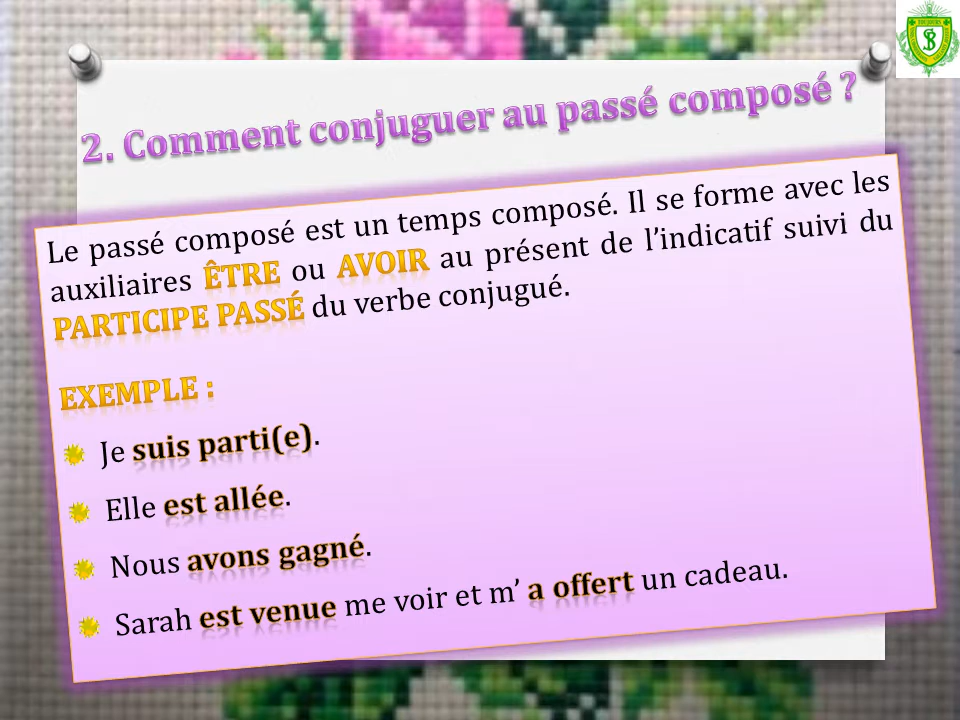 2. Comment conjuguer au passé composé ?
Le passé composé est un temps composé. Il se forme avec les
auxiliaires ÊTRE ou AVOIR au présent de l’indicatif suivi du
PARTICIPE PASSÉ du verbe conjugué.
EXEMPLE :
Je suis parti(e).
Elle est allée.
Nous avons gagné.
Sarah est venue me voir et m’ a offert un cadeau.